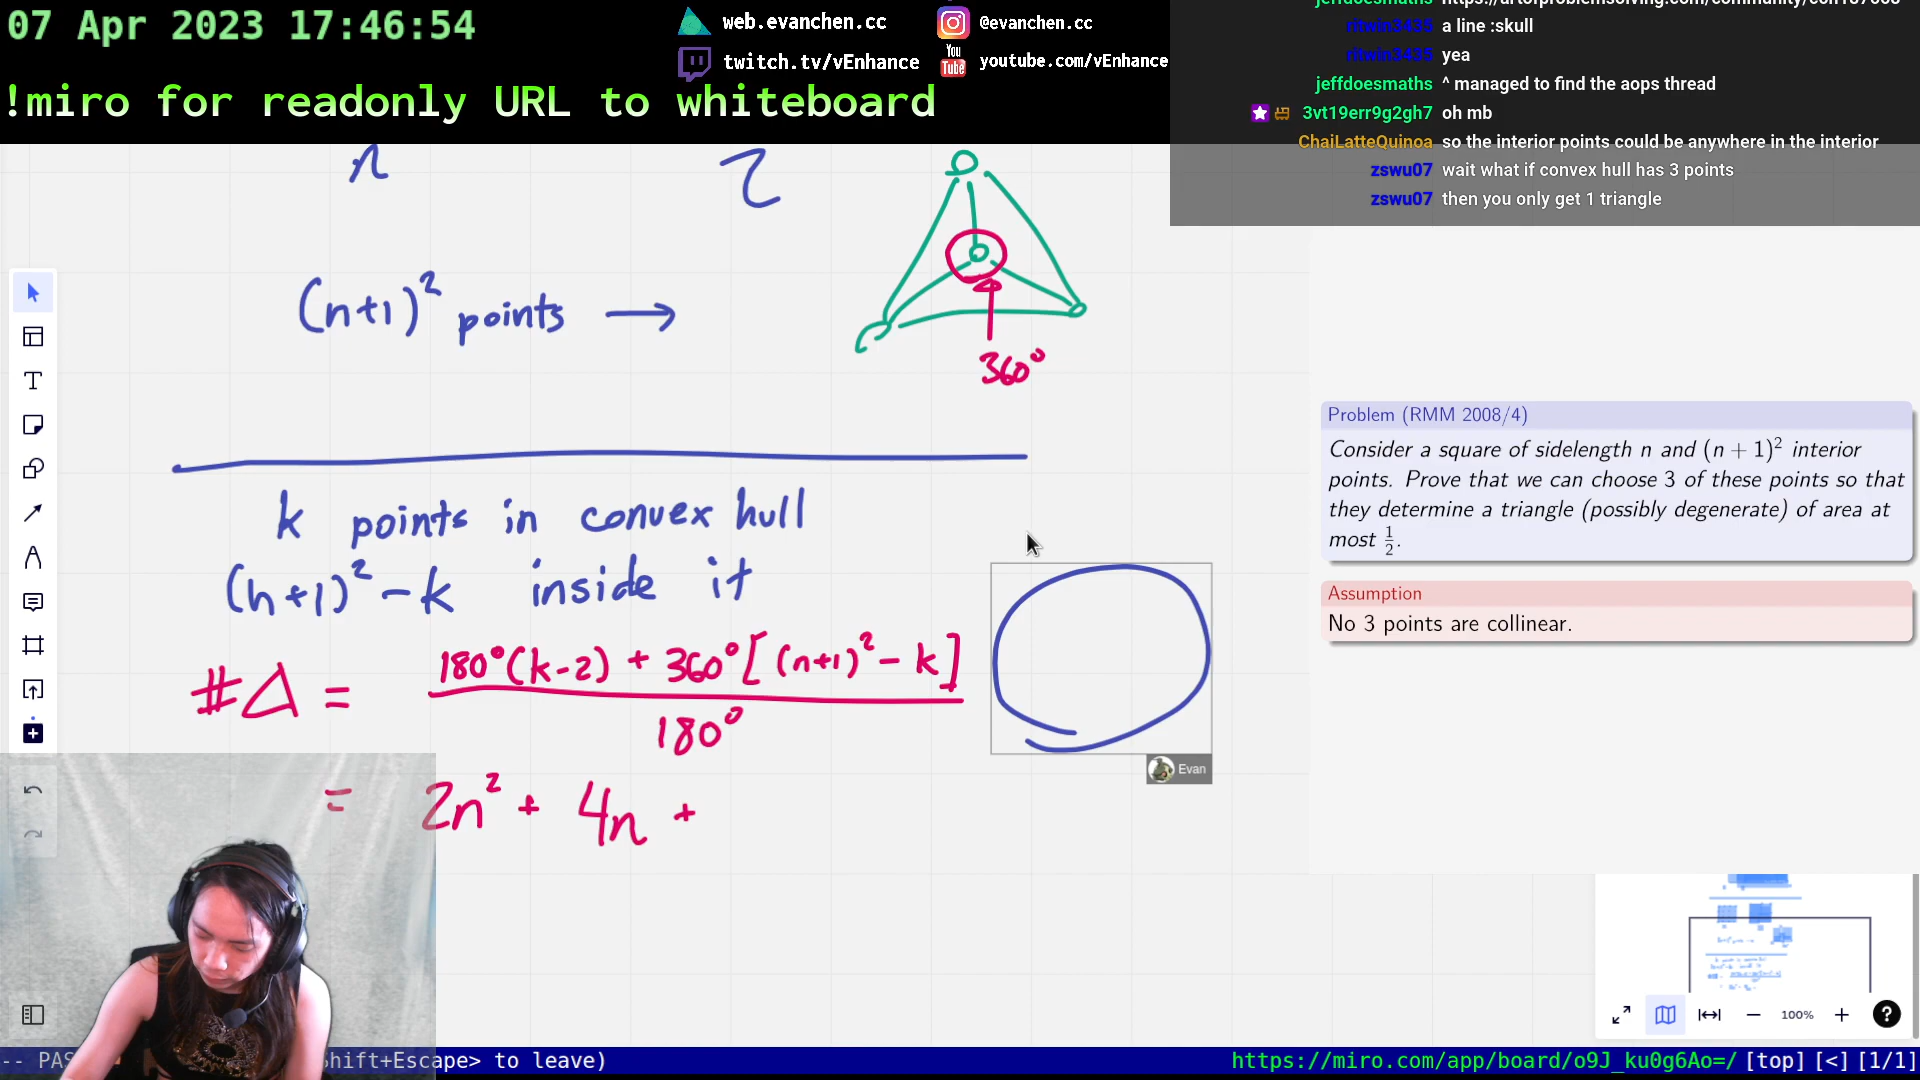 07 Apr 2023 17:46:54
web.evanchen.cc
@evanchen.cc
twitch.tv/vEnhance
You Tube
youtube.com/vEnhance
!miro for readonly URL to whiteboard
ritwin3435 a line :skull
ritwin3435 yea
jeffdoesmaths ^ managed to find the aops thread
3vt19err9g2gh7 oh mb
ChaiLatteQuinoa so the interior points could be anywhere in the interior
zswu07 wait what if convex hull has 3 points
zswu07 then you only get 1 triangle
n
(n+1)² points →
360°
k points in convex hull
(n+1)² - k inside it
#△ = 180°(k-2) + 360°[(n+1)² - k]
180°
= 2n² + 4n +
Evan
Problem (RMM 2008/4)
Consider a square of sidelength n and (n + 1)² interior
points. Prove that we can choose 3 of these points so that
they determine a triangle (possibly degenerate) of area at
most 1/2.
Assumption
No 3 points are collinear.
100%
-- PAS
hift+Escape> to leave)
https://miro.com/app/board/o9J_ku0g6Ao=/ [top] [<] [1/1]